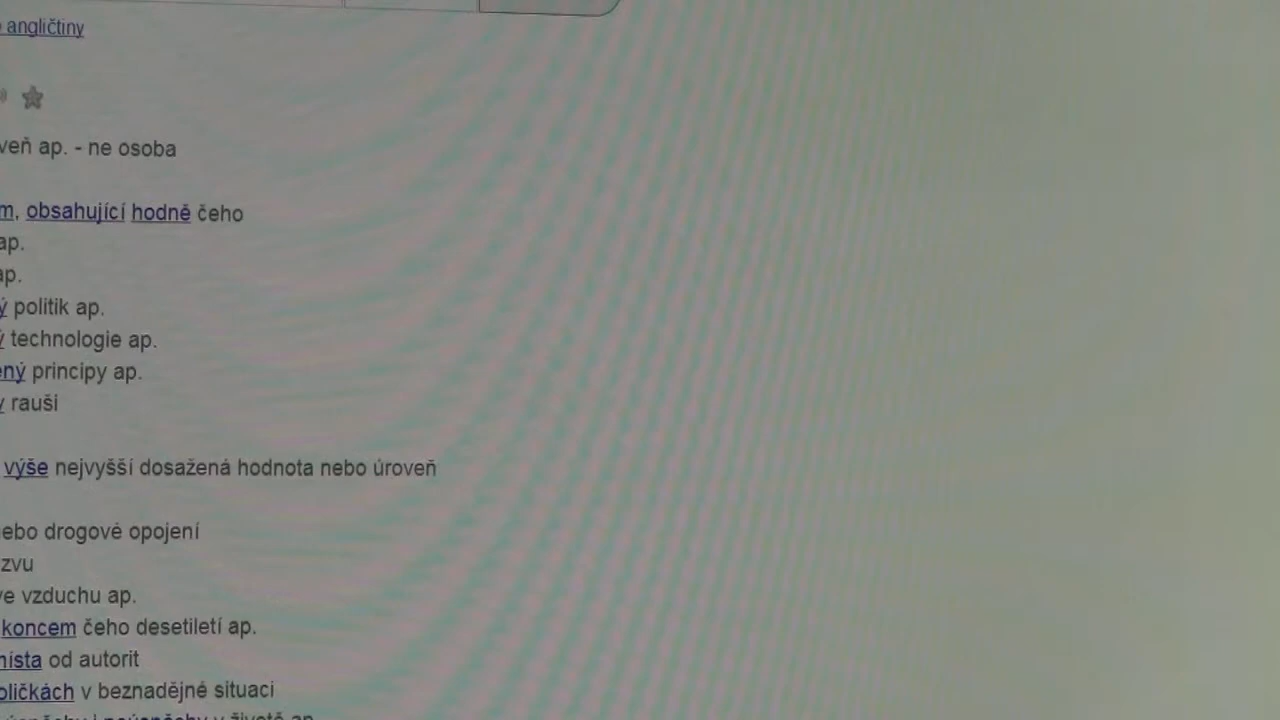 angličtiny
veň ap. - ne osoba
m, obsahující hodně čeho
ap.
ap.
ý politik ap.
ý technologie ap.
ený principy ap.
y rauši
výše nejvyšší dosažená hodnota nebo úroveň
ebo drogové opojení
zvu
ve vzduchu ap.
koncem čeho desetiletí ap.
místa od autorit
oličkách v beznadějné situaci